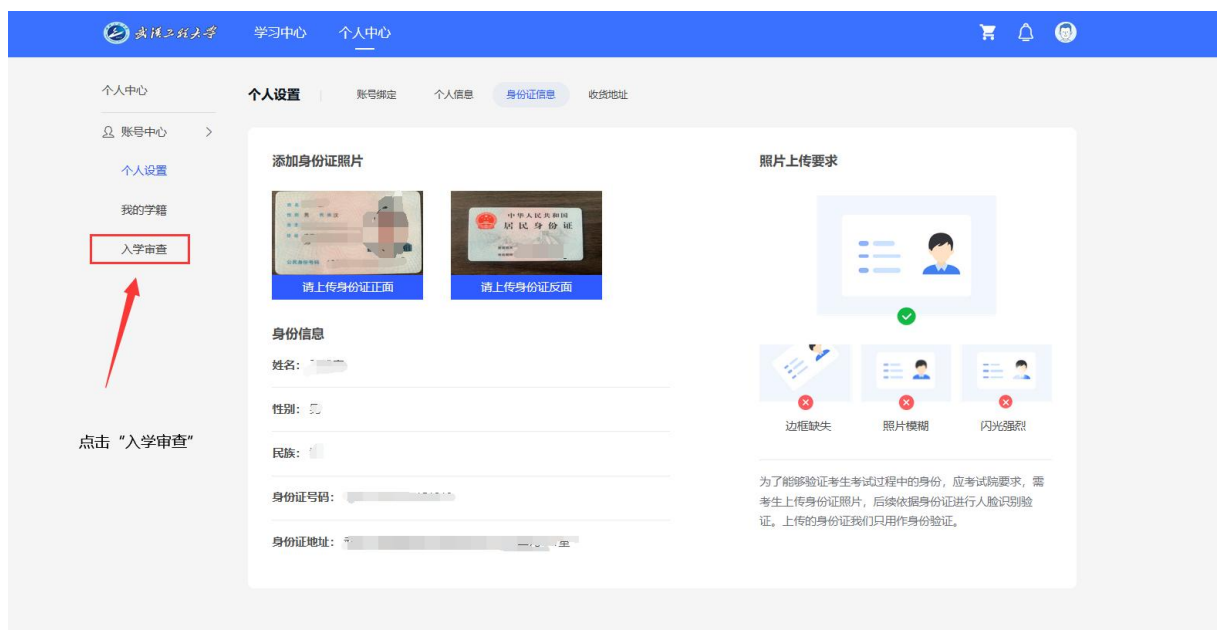 武汉工程大学
学习中心
个人中心
个人中心
账号中心
个人设置
我的学籍
入学审查
点击“入学审查”
个人设置
账号绑定
个人信息
身份证信息
收货地址
添加身份证照片
中华人民共和国
居民身份证
请上传身份证正面
请上传身份证反面
身份信息
姓名：
性别：
民族：
身份证号码：
身份证地址：
照片上传要求
边框缺失
照片模糊
闪光强烈
为了能够验证考生考试过程中的身份，应考试院要求，需
考生上传身份证照片，后续依据身份证进行人脸识别验
证。上传的身份证我们只用作身份验证。